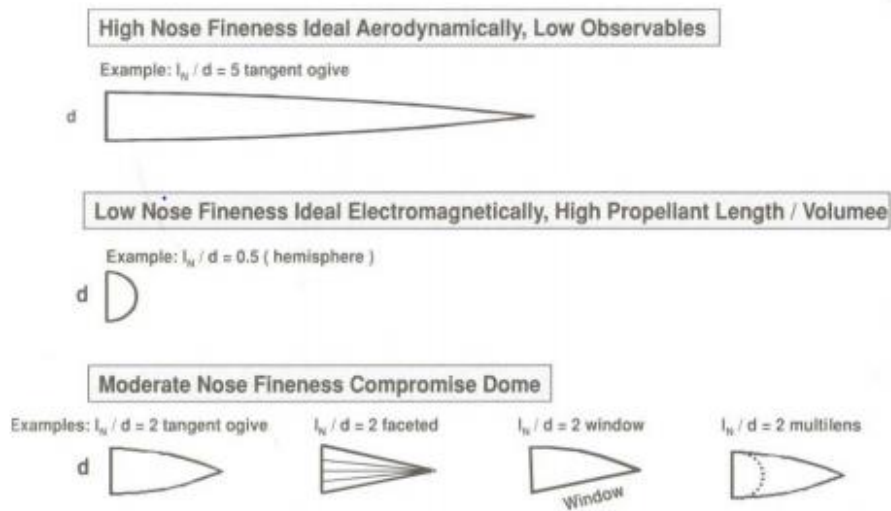 High Nose Fineness Ideal Aerodynamically, Low Observables
Example: l_N / d = 5 tangent ogive
d
Low Nose Fineness Ideal Electromagnetically, High Propellant Length / Volumee
Example: l_N / d = 0.5 ( hemisphere )
d
Moderate Nose Fineness Compromise Dome
Examples: l_N / d = 2 tangent ogive l_N / d = 2 faceted l_N / d = 2 window l_N / d = 2 multilens
d
Window